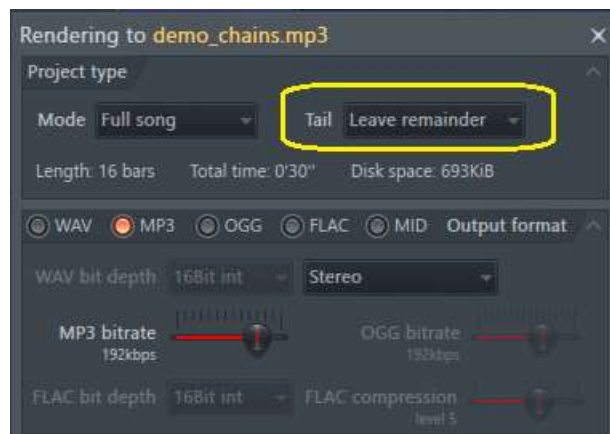 Rendering to demo_chains.mp3
Project type
Mode Full song Tail Leave remainder
Length: 16 bars Total time: 0'30" Disk space: 693KiB
WAV MP3 OGG FLAC MID Output format
WAV bit depth 16Bit int Stereo
MP3 bitrate OGG bitrate
192kbps 192kbps
FLAC bit depth 16Bit int FLAC compression
level 5